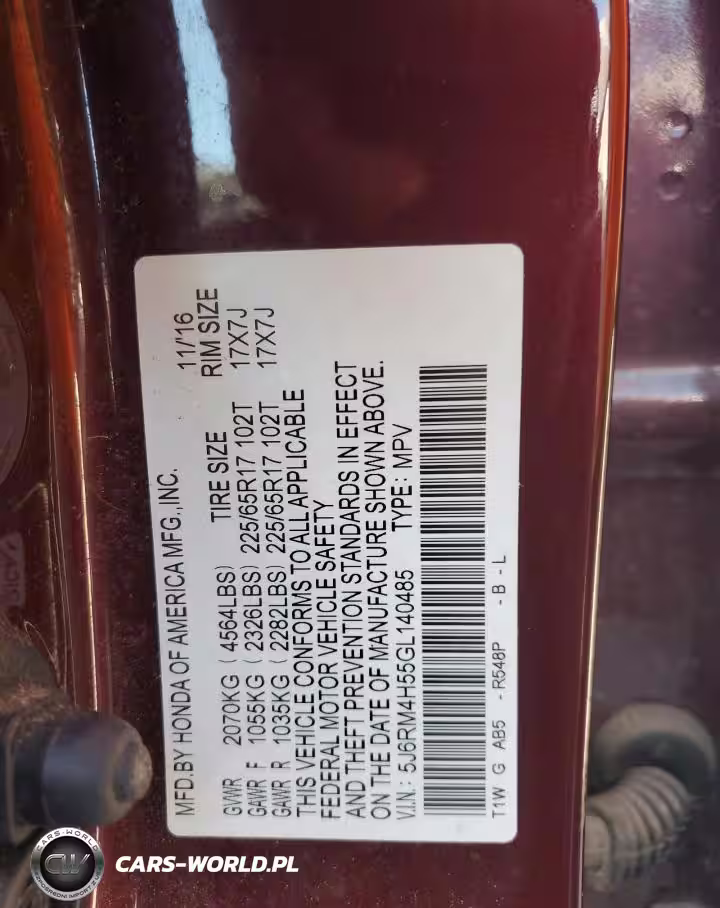 MFD.BY HONDA OF AMERICA MFG.,INC. 11/'16
GVWR 2070KG ( 4564LBS) TIRE SIZE RIM SIZE
GAWR F 1055KG ( 2326LBS) 225/65R17 102T 17X7J
GAWR R 1035KG ( 2282LBS) 225/65R17 102T 17X7J
THIS VEHICLE CONFORMS TO ALL APPLICABLE
FEDERAL MOTOR VEHICLE SAFETY
AND THEFT PREVENTION STANDARDS IN EFFECT
ON THE DATE OF MANUFACTURE SHOWN ABOVE.
V.I.N.: 5J6RM4H55GL140485 TYPE: MPV
T1W G AB5 -R548P -B-L
CARS-WORLD
CW
CARS-WORLD.PL